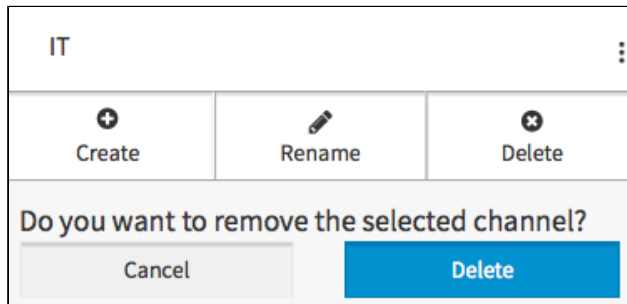 IT
Create Rename Delete
Do you want to remove the selected channel?
Cancel Delete